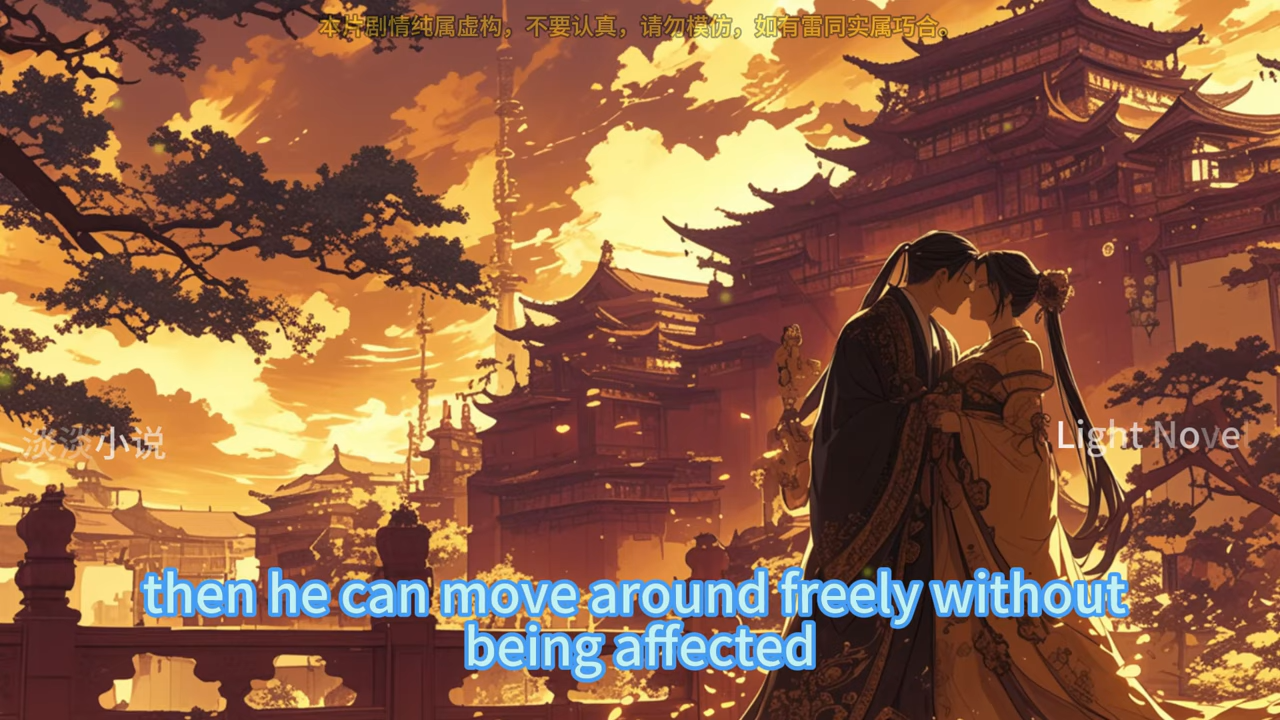 本片剧情纯属虚构，不要认真，请勿模仿，如有雷同实属巧合。
淡淡小说
Light Nove
then he can move around freely without
being affected